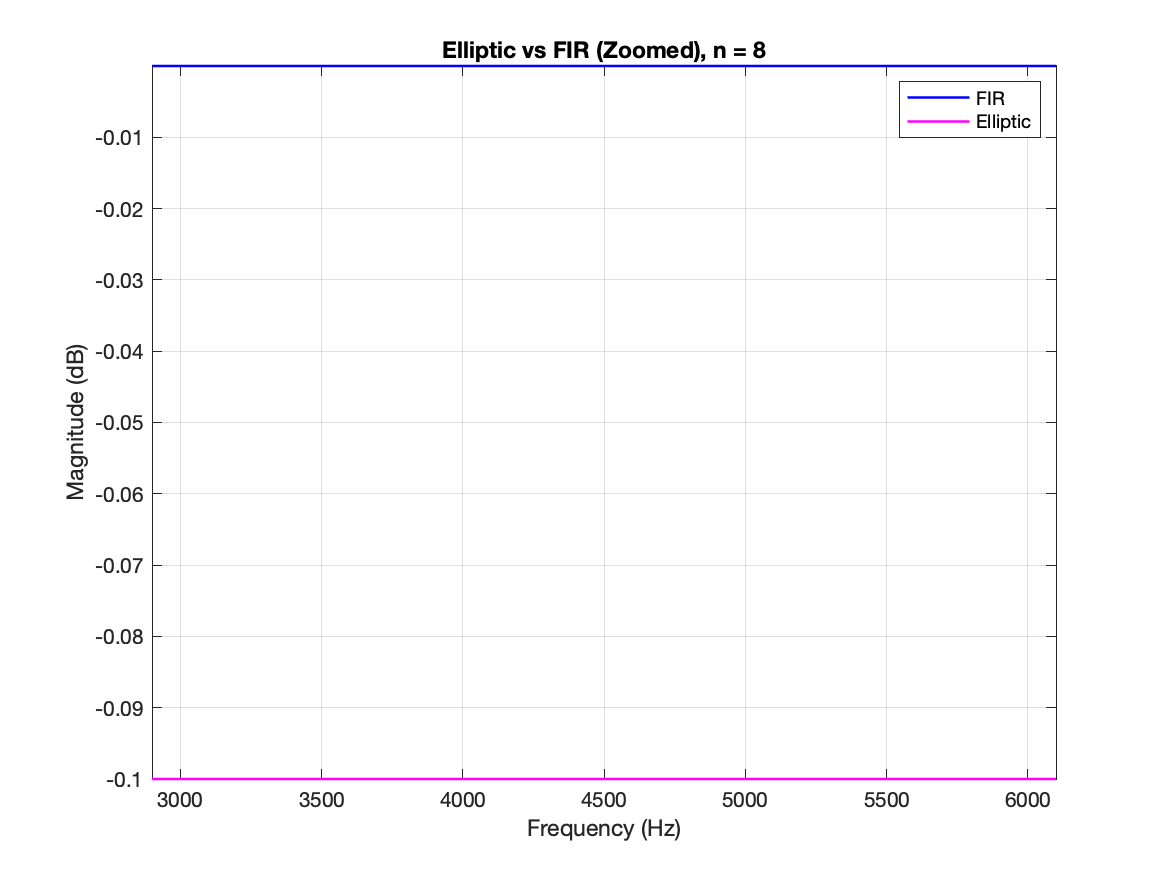 Elliptic vs FIR (Zoomed), n = 8
FIR
Elliptic
-0.01
-0.02
-0.03
-0.04
-0.05
-0.06
-0.07
-0.08
-0.09
-0.1
Magnitude (dB)
3000 3500 4000 4500 5000 5500 6000
Frequency (Hz)